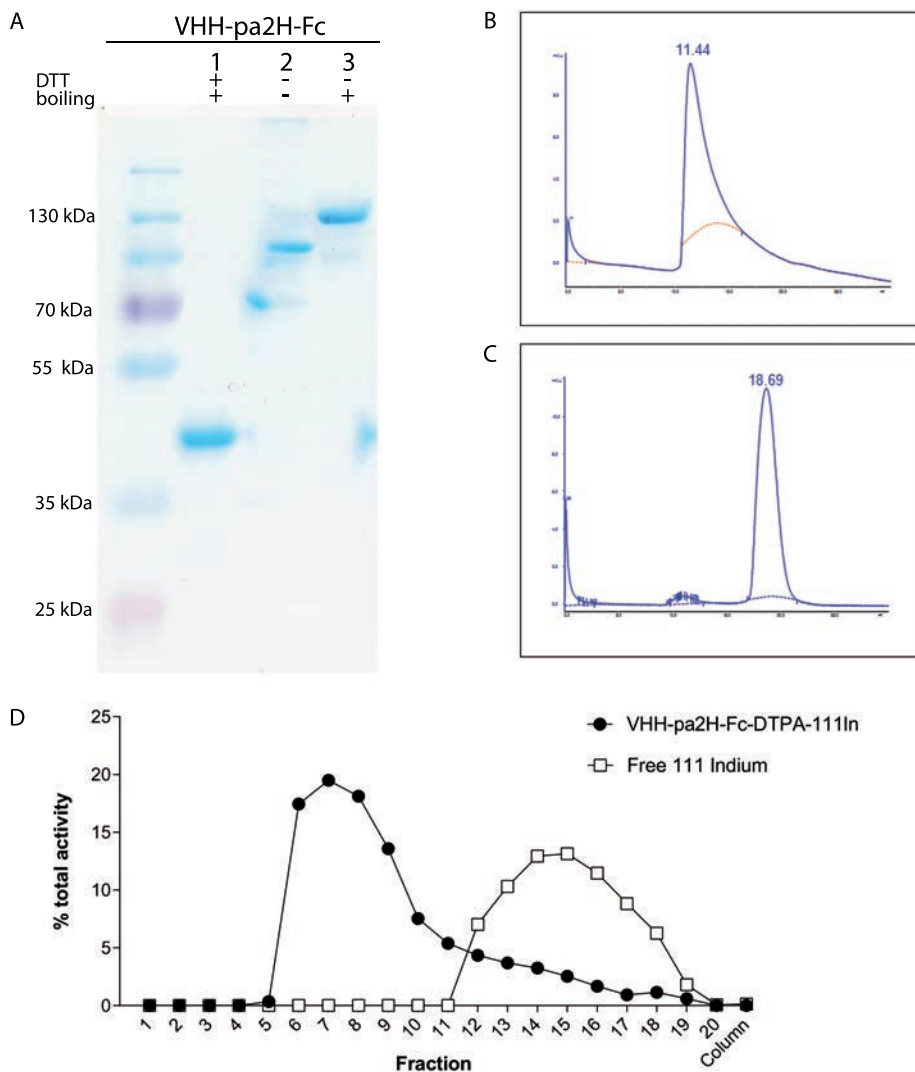 A
VHH-pa2H-Fc
1 2 3
DTT + - -
boiling + - +
130 kDa
70 kDa
55 kDa
35 kDa
25 kDa
B
11.44
C
18.69
D
25
20
15
10
5
0
% total activity
VHH-pa2H-Fc-DTPA-111In
Free 111 Indium
1 2 3 4 5 6 7 8 9 10 11 12 13 14 15 16 17 18 19 20 Column
Fraction